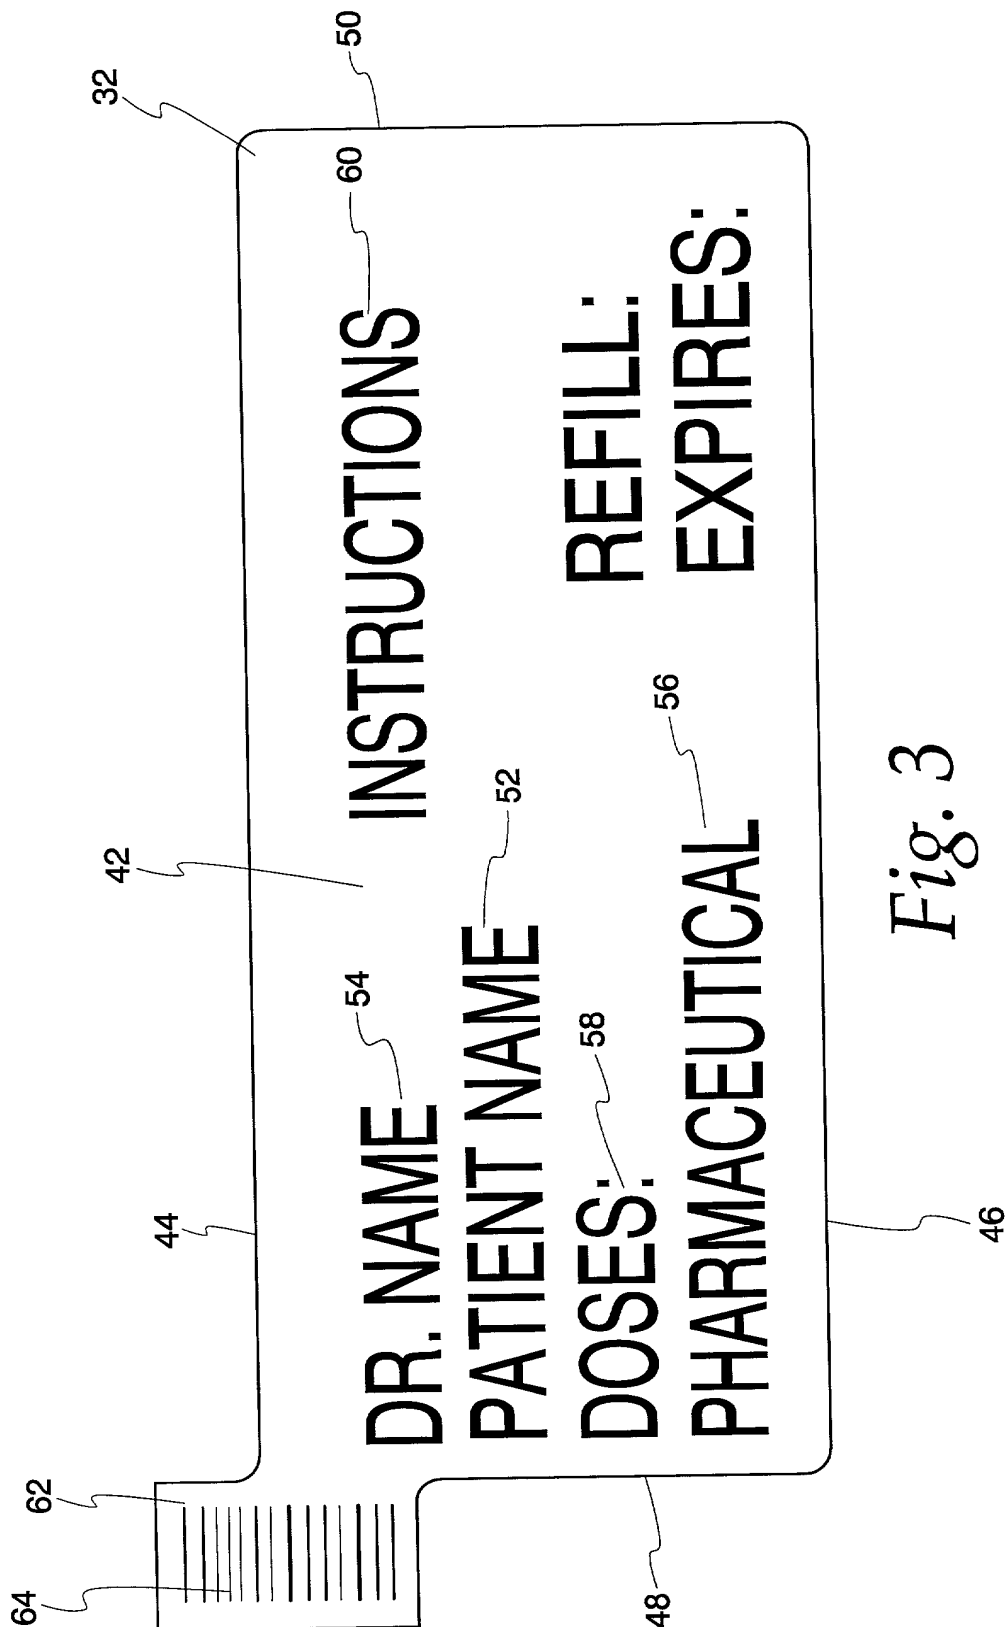 32
50
60
INSTRUCTIONS
REFILL:
EXPIRES:
42
52
56
54
58
DR. NAME
PATIENT NAME
DOSES:
PHARMACEUTICAL
44
46
62
64
48
Fig. 3